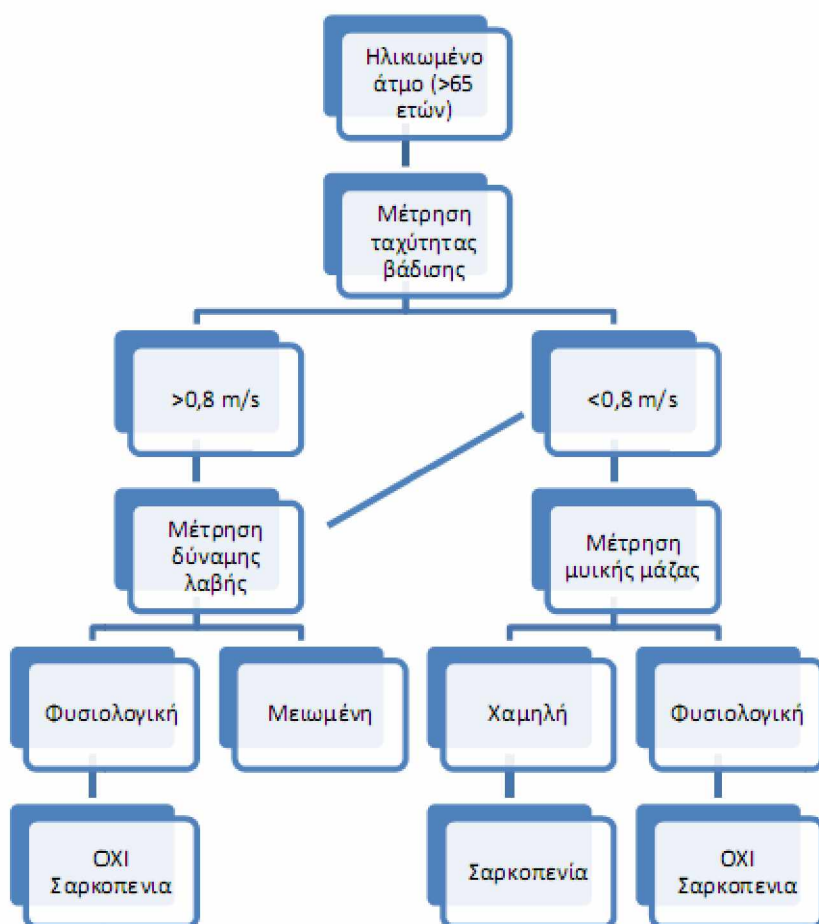 Ηλικιωμένο
άτμο (>65
ετών)
Μέτρηση
ταχύτητας
βάδισης
>0,8 m/s
<0,8 m/s
Μέτρηση
δύναμης
λαβής
Μέτρηση
μυικής μάζας
Φυσιολογική
Μειωμένη
Χαμηλή
Φυσιολογική
ΟΧΙ
Σαρκοπενια
Σαρκοπενία
ΟΧΙ
Σαρκοπενια